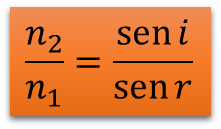 n₂/n₁ = sen i/sen r